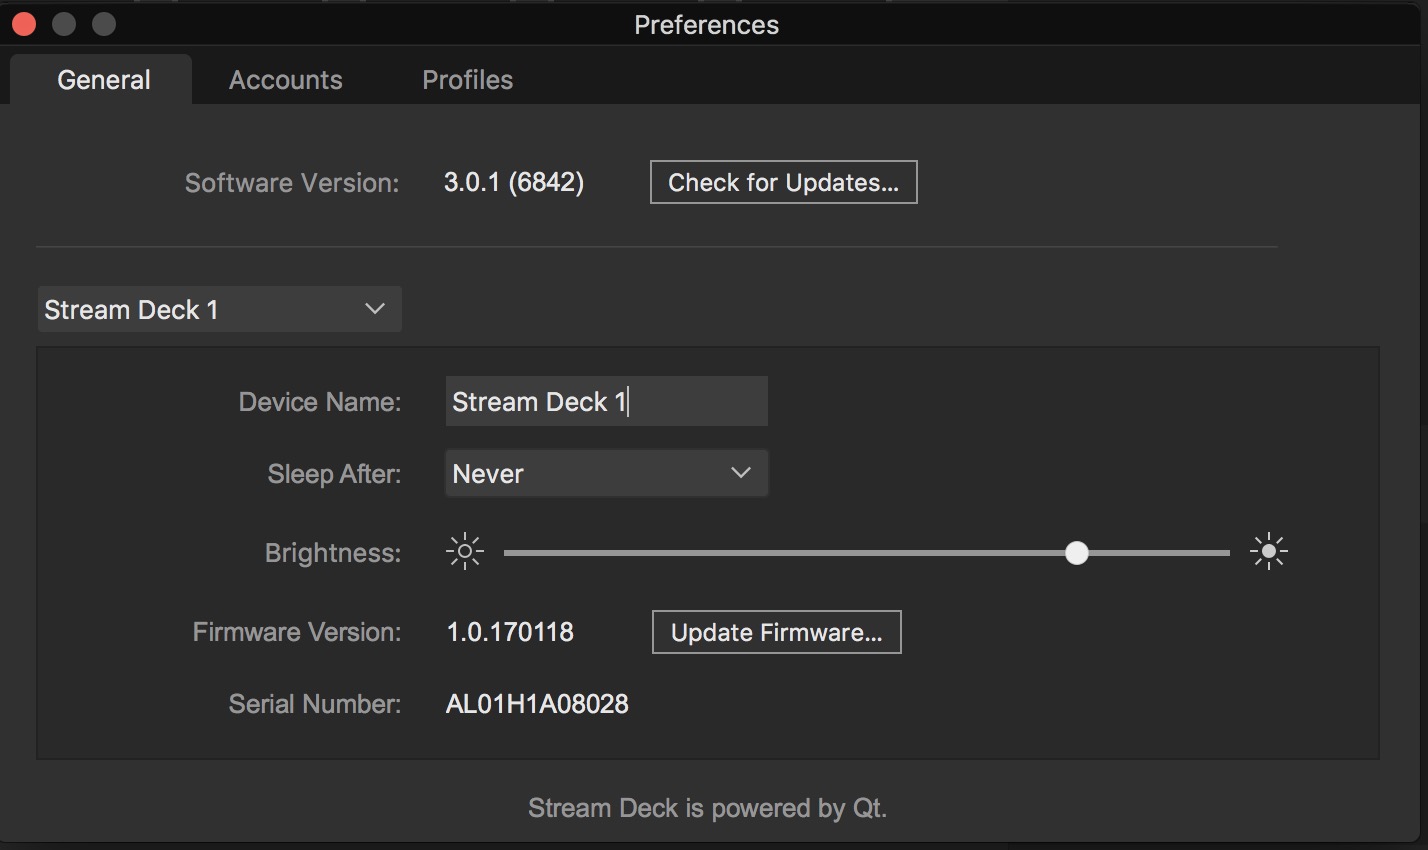 Preferences
General Accounts Profiles
Software Version: 3.0.1 (6842) Check for Updates...
Stream Deck 1
Device Name: Stream Deck 1
Sleep After: Never
Brightness:
Firmware Version: 1.0.170118 Update Firmware...
Serial Number: AL01H1A08028
Stream Deck is powered by Qt.